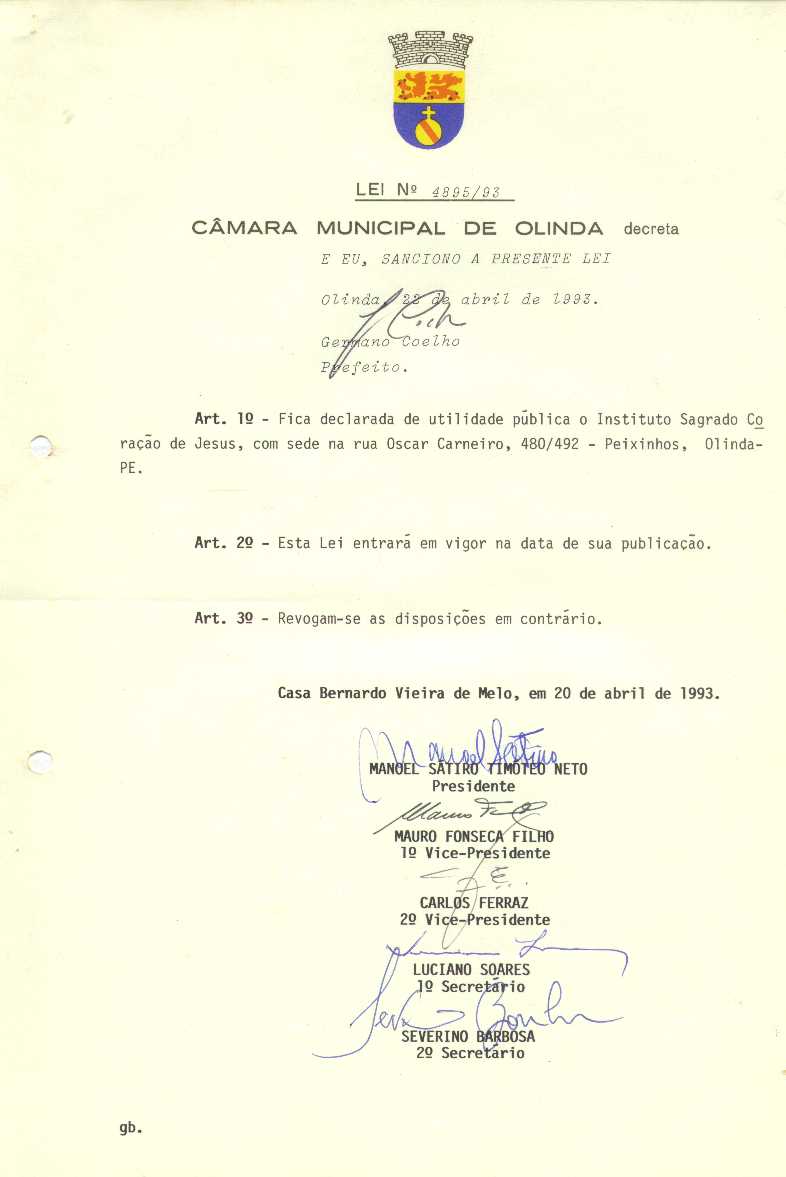 LEI Nº 4895/93
CÂMARA MUNICIPAL DE OLINDA decreta
E EU, SANCIONO A PRESENTE LEI
Olinda, 22 de abril de 1993.
Germano Coelho
Prefeito.
Art. 1º - Fica declarada de utilidade pública o Instituto Sagrado Co
ração de Jesus, com sede na rua Oscar Carneiro, 480/492 - Peixinhos, Olinda-
PE.
Art. 2º - Esta Lei entrará em vigor na data de sua publicação.
Art. 3º - Revogam-se as disposições em contrário.
Casa Bernardo Vieira de Melo, em 20 de abril de 1993.
Manoel Sátiro
MANOEL SÁTIRO TIMÓTEO NETO
Presidente
MAURO FONSECA FILHO
1º Vice-Presidente
CARLOS FERRAZ
2º Vice-Presidente
LUCIANO SOARES
1º Secretário
SEVERINO BARBOSA
2º Secretário
gb.